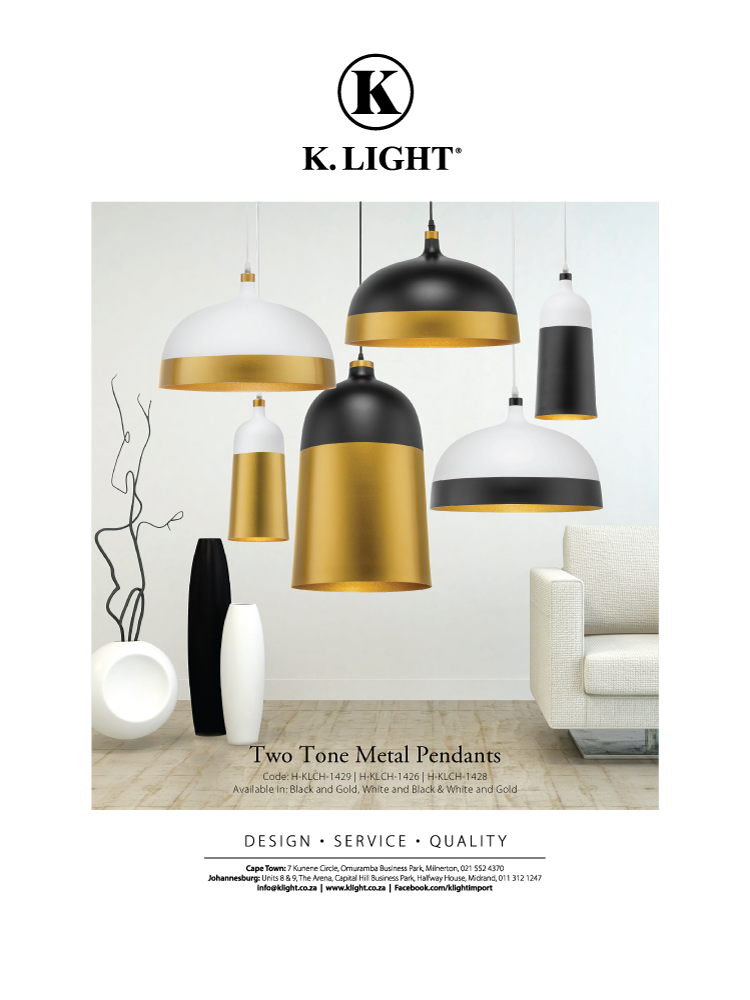 K
K. LIGHT®
Two Tone Metal Pendants
Code: H-KLCH-1429 | H-KLCH-1426 | H-KLCH-1428
Available in: Black and Gold, White and Black & White and Gold
DESIGN • SERVICE • QUALITY
Cape Town: 7 Kunene Circle, Omuramba Business Park, Milnerton, 021 552 4370
Johannesburg: Units 8 & 9, The Arena, Capital Hill Business Park, Halfway House, Midrand, 011 312 1247
info@klight.co.za | www.klight.co.za | Facebook.com/klightimport